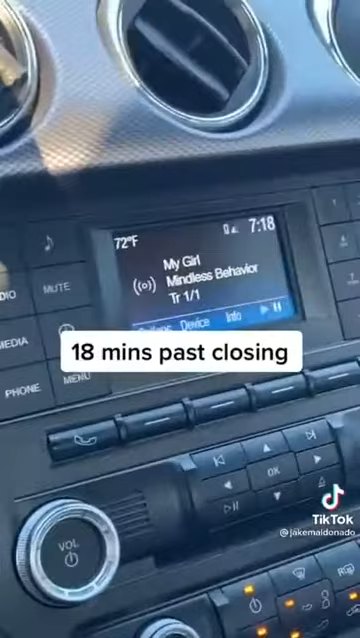 72°F
7:18
My Girl
Mindless Behavior
Tr 1/1
Device
Info
MUTE
MEDIA
PHONE
MENU
18 mins past closing
OK
VOL
TikTok
@jakemaldonado